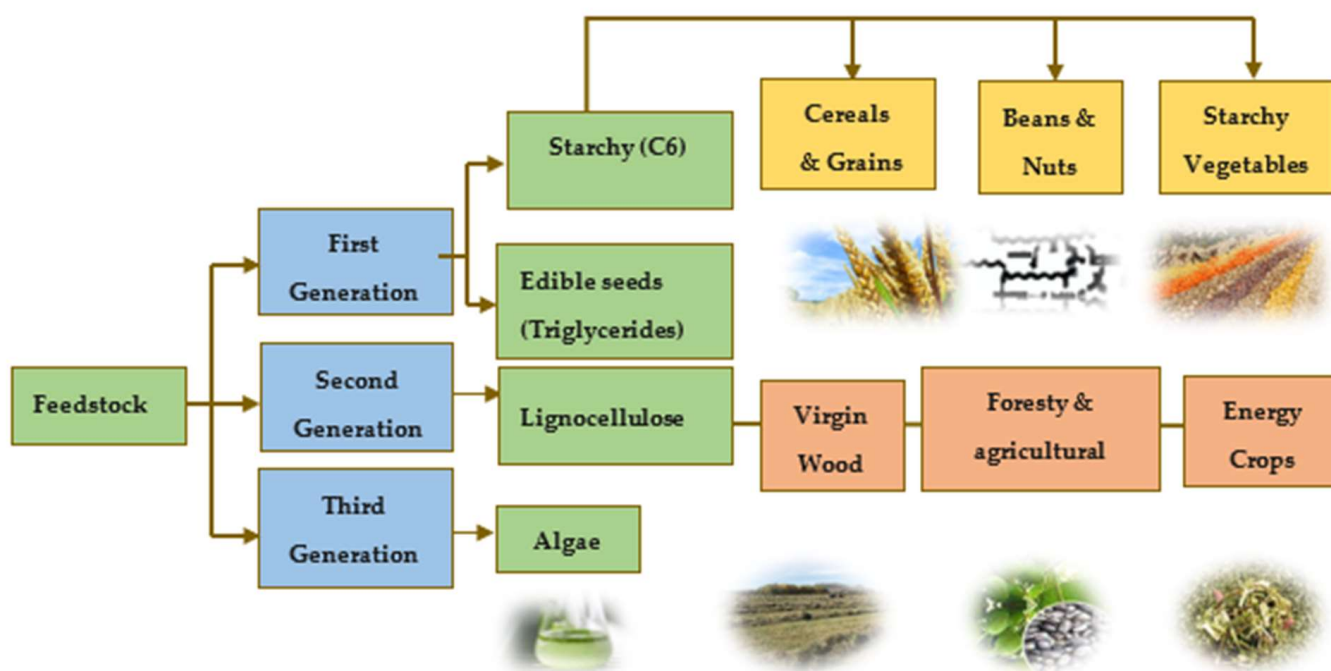 Starchy (C6)
Cereals
& Grains
Beans &
Nuts
Starchy
Vegetables
First
Generation
Edible seeds
(Triglycerides)
Feedstock
Second
Generation
Lignocellulose
Virgin
Wood
Foresty &
agricultural
Energy
Crops
Third
Generation
Algae